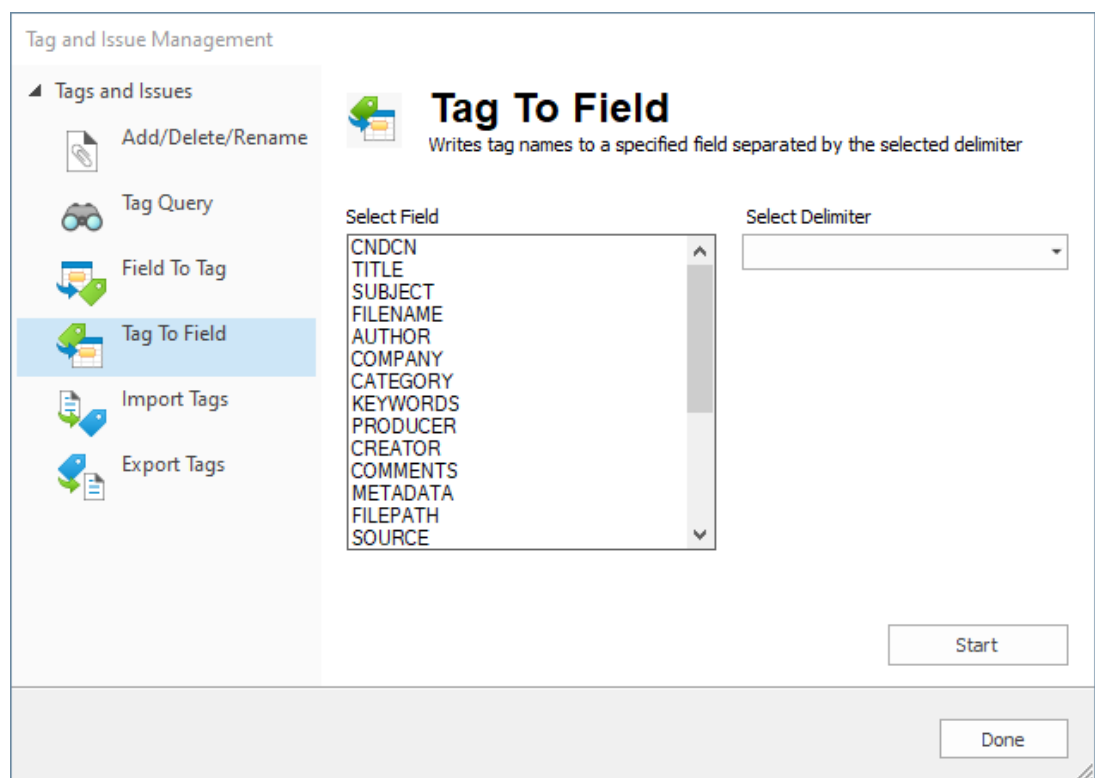 Tag and Issue Management
Tags and Issues
Add/Delete/Rename
Tag Query
Field To Tag
Tag To Field
Import Tags
Export Tags
Tag To Field
Writes tag names to a specified field separated by the selected delimiter
Select Field
CNDCN
TITLE
SUBJECT
FILENAME
AUTHOR
COMPANY
CATEGORY
KEYWORDS
PRODUCER
CREATOR
COMMENTS
METADATA
FILEPATH
SOURCE
Select Delimiter
Start
Done